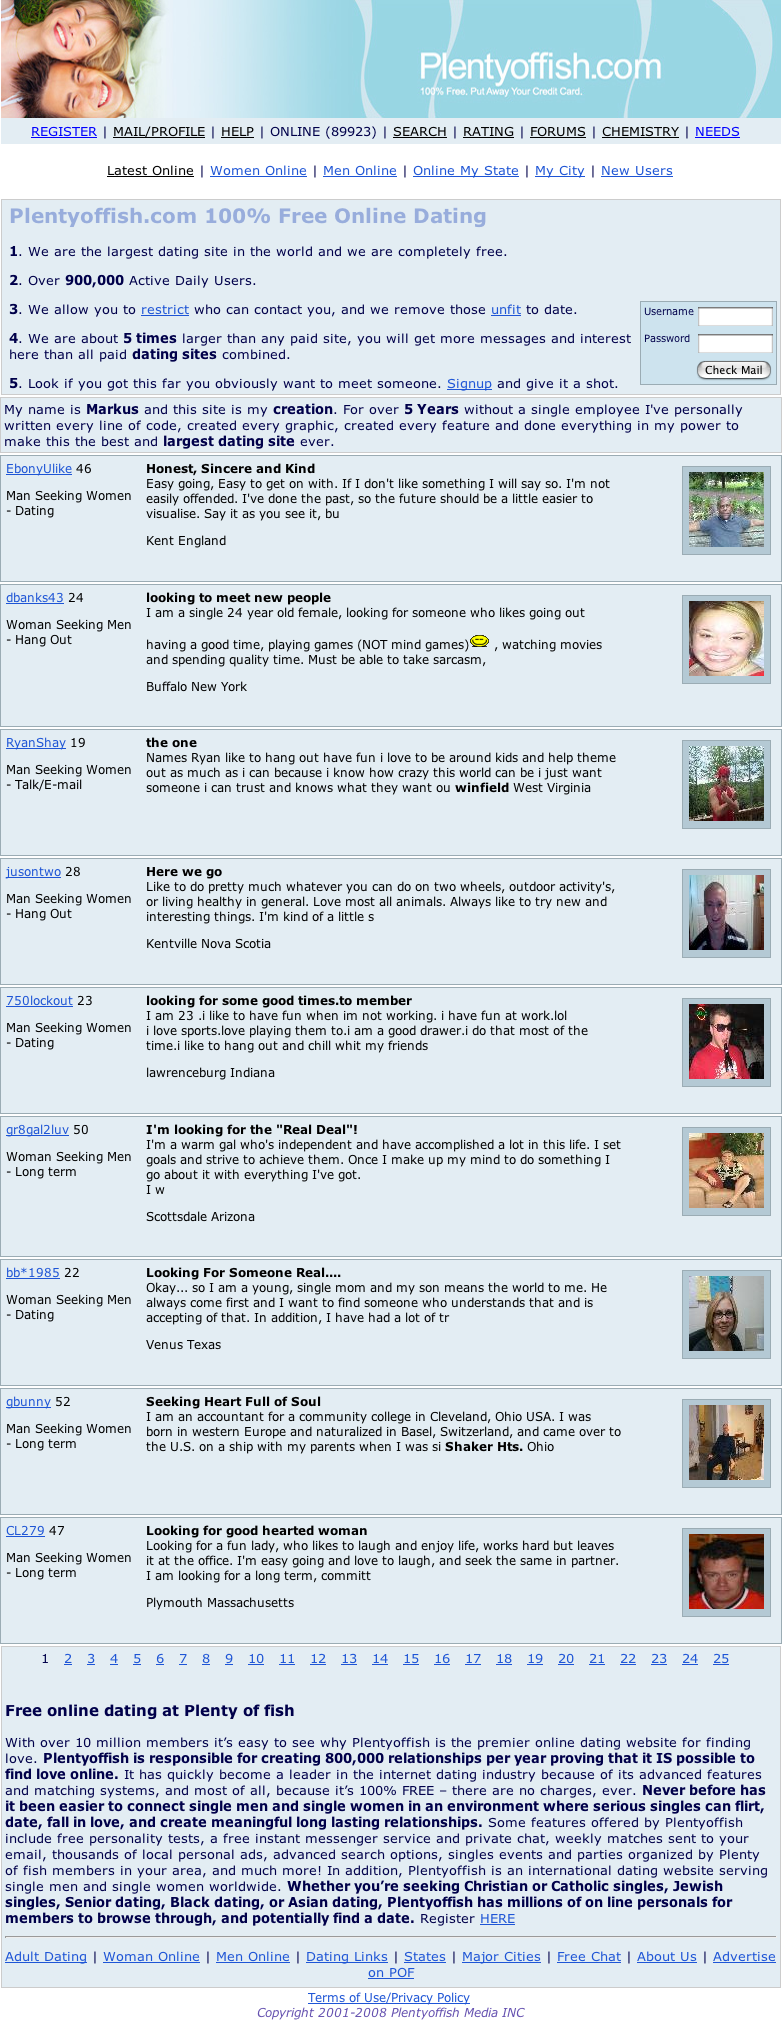 Plentyoffish.com
100% Free. Put Away Your Credit Card.
REGISTER | MAIL/PROFILE | HELP | ONLINE (89923) | SEARCH | RATING | FORUMS | CHEMISTRY | NEEDS
Latest Online | Women Online | Men Online | Online My State | My City | New Users
Plentyoffish.com 100% Free Online Dating
1. We are the largest dating site in the world and we are completely free.
2. Over 900,000 Active Daily Users.
3. We allow you to restrict who can contact you, and we remove those unfit to date.
4. We are about 5 times larger than any paid site, you will get more messages and interest
here than all paid dating sites combined.
5. Look if you got this far you obviously want to meet someone. Signup and give it a shot.
Username
Password
Check Mail
My name is Markus and this site is my creation. For over 5 Years without a single employee I've personally
written every line of code, created every graphic, created every feature and done everything in my power to
make this the best and largest dating site ever.
EbonyUlike 46
Man Seeking Women
- Dating
Honest, Sincere and Kind
Easy going, Easy to get on with. If I don't like something I will say so. I'm not
easily offended. I've done the past, so the future should be a little easier to
visualise. Say it as you see it, bu
Kent England
dbanks43 24
Woman Seeking Men
- Hang Out
looking to meet new people
I am a single 24 year old female, looking for someone who likes going out
having a good time, playing games (NOT mind games) , watching movies
and spending quality time. Must be able to take sarcasm,
Buffalo New York
RyanShay 19
Man Seeking Women
- Talk/E-mail
the one
Names Ryan like to hang out have fun i love to be around kids and help theme
out as much as i can because i know how crazy this world can be i just want
someone i can trust and knows what they want ou winfield West Virginia
jusontwo 28
Man Seeking Women
- Hang Out
Here we go
Like to do pretty much whatever you can do on two wheels, outdoor activity's,
or living healthy in general. Love most all animals. Always like to try new and
interesting things. I'm kind of a little s
Kentville Nova Scotia
750lockout 23
Man Seeking Women
- Dating
looking for some good times.to member
I am 23 .i like to have fun when im not working. i have fun at work.lol
i love sports.love playing them to.i am a good drawer.i do that most of the
time.i like to hang out and chill whit my friends
lawrenceburg Indiana
gr8gal2luv 50
Woman Seeking Men
- Long term
I'm looking for the "Real Deal"!
I'm a warm gal who's independent and have accomplished a lot in this life. I set
goals and strive to achieve them. Once I make up my mind to do something I
go about it with everything I've got.
I w
Scottsdale Arizona
bb*1985 22
Woman Seeking Men
- Dating
Looking For Someone Real....
Okay... so I am a young, single mom and my son means the world to me. He
always come first and I want to find someone who understands that and is
accepting of that. In addition, I have had a lot of tr
Venus Texas
gbunny 52
Man Seeking Women
- Long term
Seeking Heart Full of Soul
I am an accountant for a community college in Cleveland, Ohio USA. I was
born in western Europe and naturalized in Basel, Switzerland, and came over to
the U.S. on a ship with my parents when I was si Shaker Hts. Ohio
CL279 47
Man Seeking Women
- Long term
Looking for good hearted woman
Looking for a fun lady, who likes to laugh and enjoy life, works hard but leaves
it at the office. I'm easy going and love to laugh, and seek the same in partner.
I am looking for a long term, committ
Plymouth Massachusetts
1 2 3 4 5 6 7 8 9 10 11 12 13 14 15 16 17 18 19 20 21 22 23 24 25
Free online dating at Plenty of fish
With over 10 million members it's easy to see why Plentyoffish is the premier online dating website for finding
love. Plentyoffish is responsible for creating 800,000 relationships per year proving that it IS possible to
find love online. It has quickly become a leader in the internet dating industry because of its advanced features
and matching systems, and most of all, because it's 100% FREE – there are no charges, ever. Never before has
it been easier to connect single men and single women in an environment where serious singles can flirt,
date, fall in love, and create meaningful long lasting relationships. Some features offered by Plentyoffish
include free personality tests, a free instant messenger service and private chat, weekly matches sent to your
email, thousands of local personal ads, advanced search options, singles events and parties organized by Plenty
of fish members in your area, and much more! In addition, Plentyoffish is an international dating website serving
single men and single women worldwide. Whether you're seeking Christian or Catholic singles, Jewish
singles, Senior dating, Black dating, or Asian dating, Plentyoffish has millions of on line personals for
members to browse through, and potentially find a date. Register HERE
Adult Dating | Woman Online | Men Online | Dating Links | States | Major Cities | Free Chat | About Us | Advertise
on POF
Terms of Use/Privacy Policy
Copyright 2001-2008 Plentyoffish Media INC